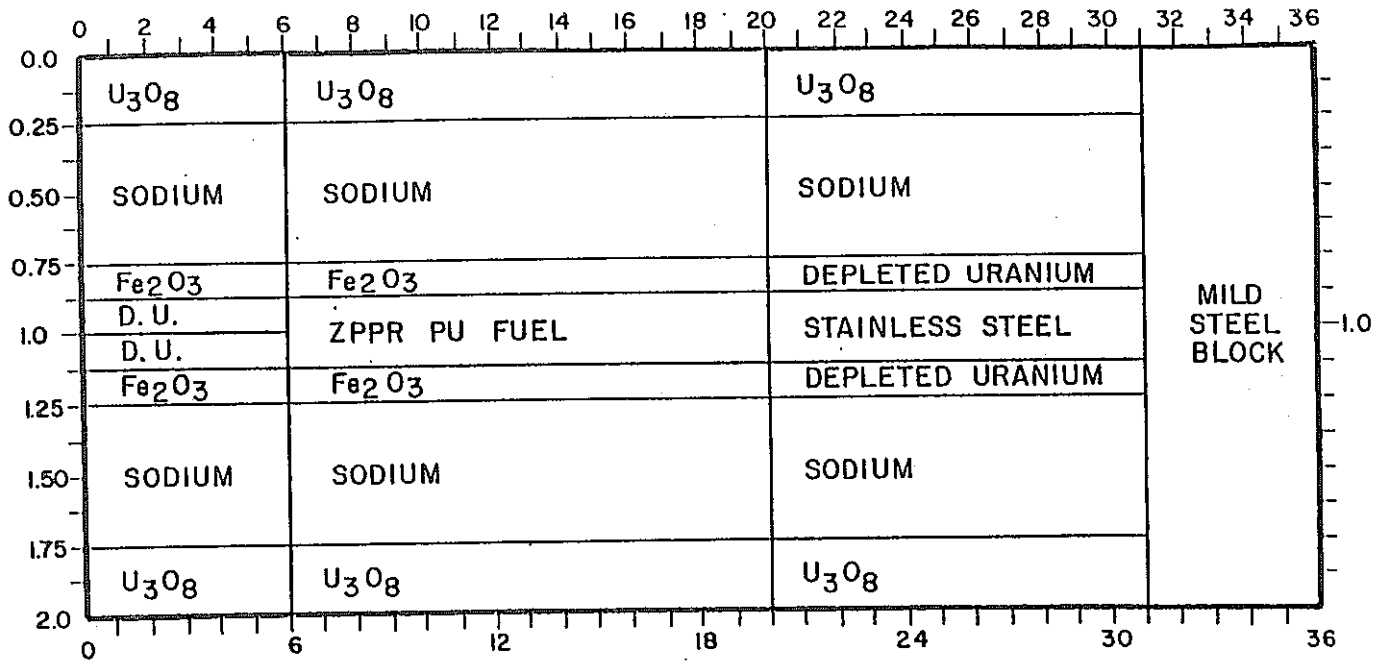 0 2 4 6 8 10 12 14 16 18 20 22 24 26 28 30 32 34 36
0.0
U₃O₈ U₃O₈ U₃O₈
0.25
SODIUM SODIUM SODIUM
0.50
0.75
Fe₂O₃ Fe₂O₃ DEPLETED URANIUM
D. U.
1.0 ZPPR PU FUEL STAINLESS STEEL MILD STEEL BLOCK 1.0
D. U.
Fe₂O₃ Fe₂O₃ DEPLETED URANIUM
1.25
SODIUM SODIUM SODIUM
1.50
1.75
U₃O₈ U₃O₈ U₃O₈
2.0
0 6 12 18 24 30 36